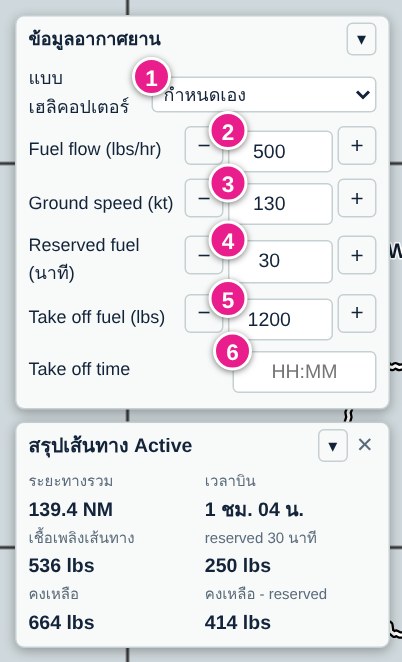 ข้อมูลอากาศยาน ▼
แบบ
เฮลิคอปเตอร์
1
กำหนดเอง
2
Fuel flow (lbs/hr) − 500 +
3
Ground speed (kt) − 130 +
4
Reserved fuel
(นาที) − 30 +
5
Take off fuel (lbs) − 1200 +
6
Take off time HH:MM
สรุปเส้นทาง Active ▼ ✕
ระยะทางรวม เวลาบิน
139.4 NM 1 ชม. 04 น.
เชื้อเพลิงเส้นทาง reserved 30 นาที
536 lbs 250 lbs
คงเหลือ คงเหลือ - reserved
664 lbs 414 lbs